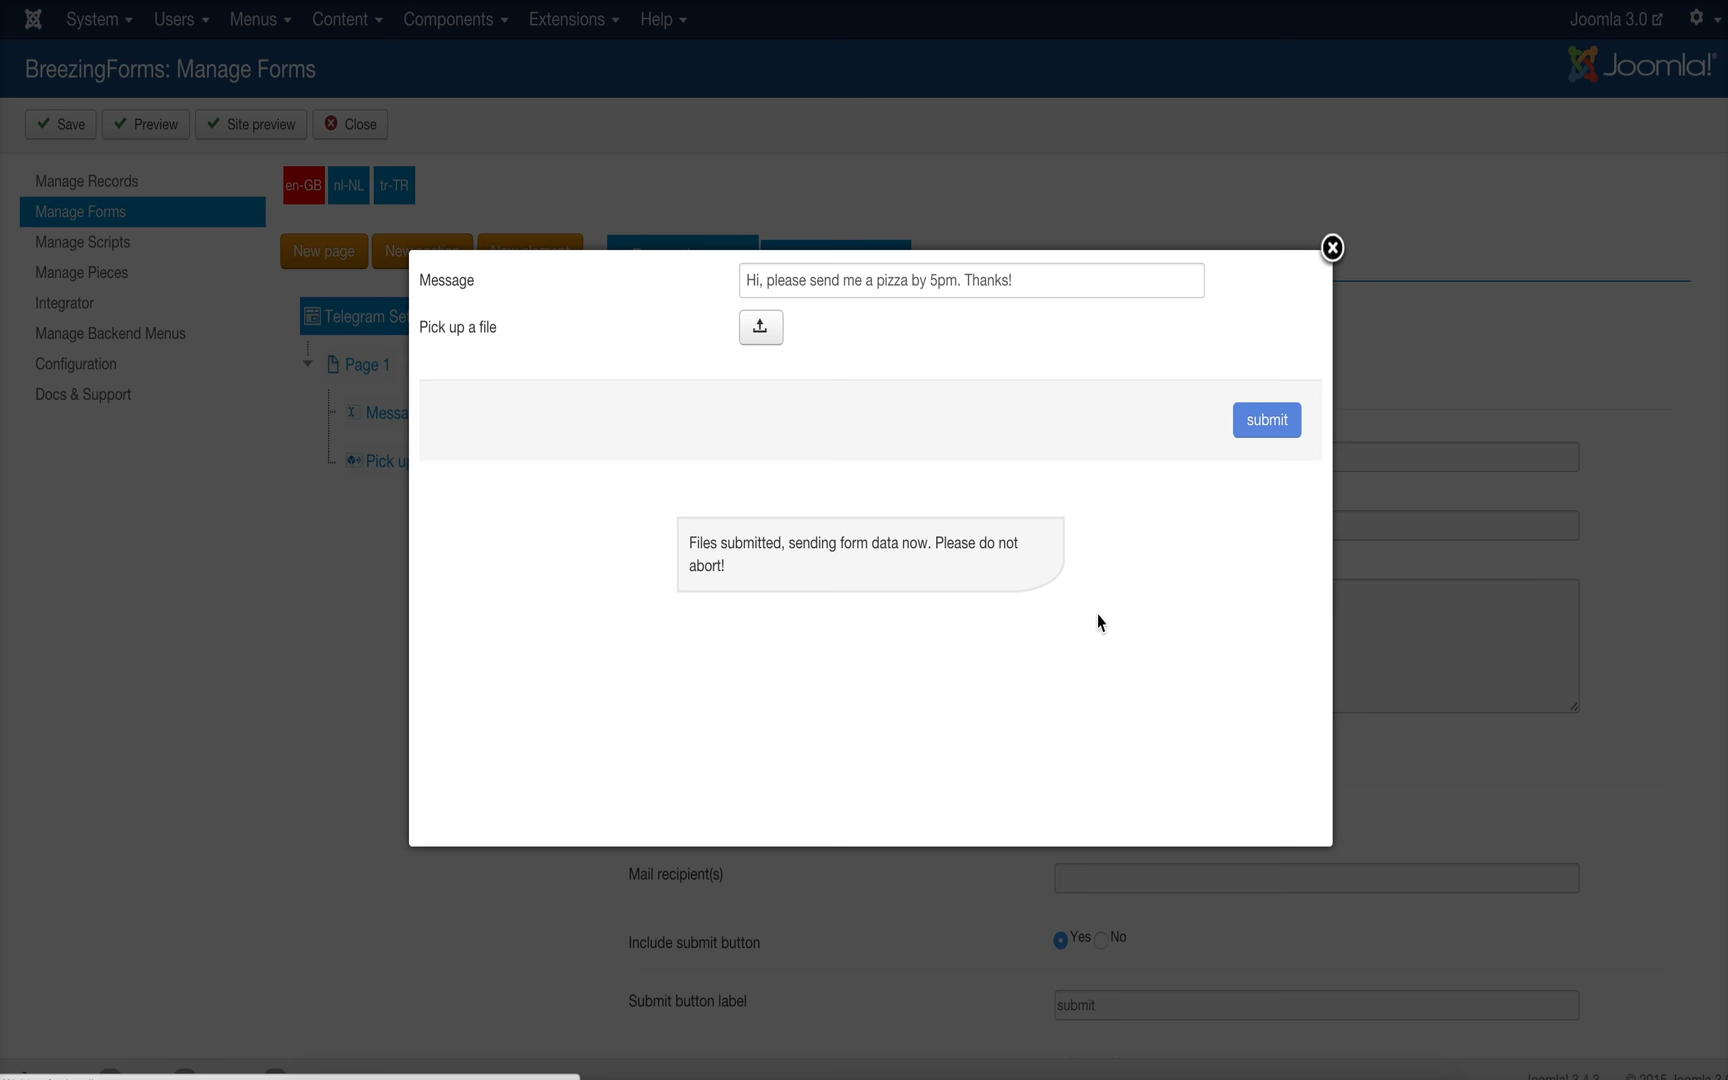 System Users Menus Content Components Extensions Help Joomla 3.0
BreezingForms: Manage Forms Joomla!®
Save Preview Site preview Close
Manage Records
Manage Forms
Manage Scripts
Manage Pieces
Integrator
Manage Backend Menus
Configuration
Docs & Support
en-GB nl-NL tr-TR
New page New
Telegram
Page 1
Messa
Pick u
Message Hi, please send me a pizza by 5pm. Thanks!
Pick up a file
submit
Files submitted, sending form data now. Please do not
abort!
Mail recipient(s)
Include submit button Yes No
Submit button label submit